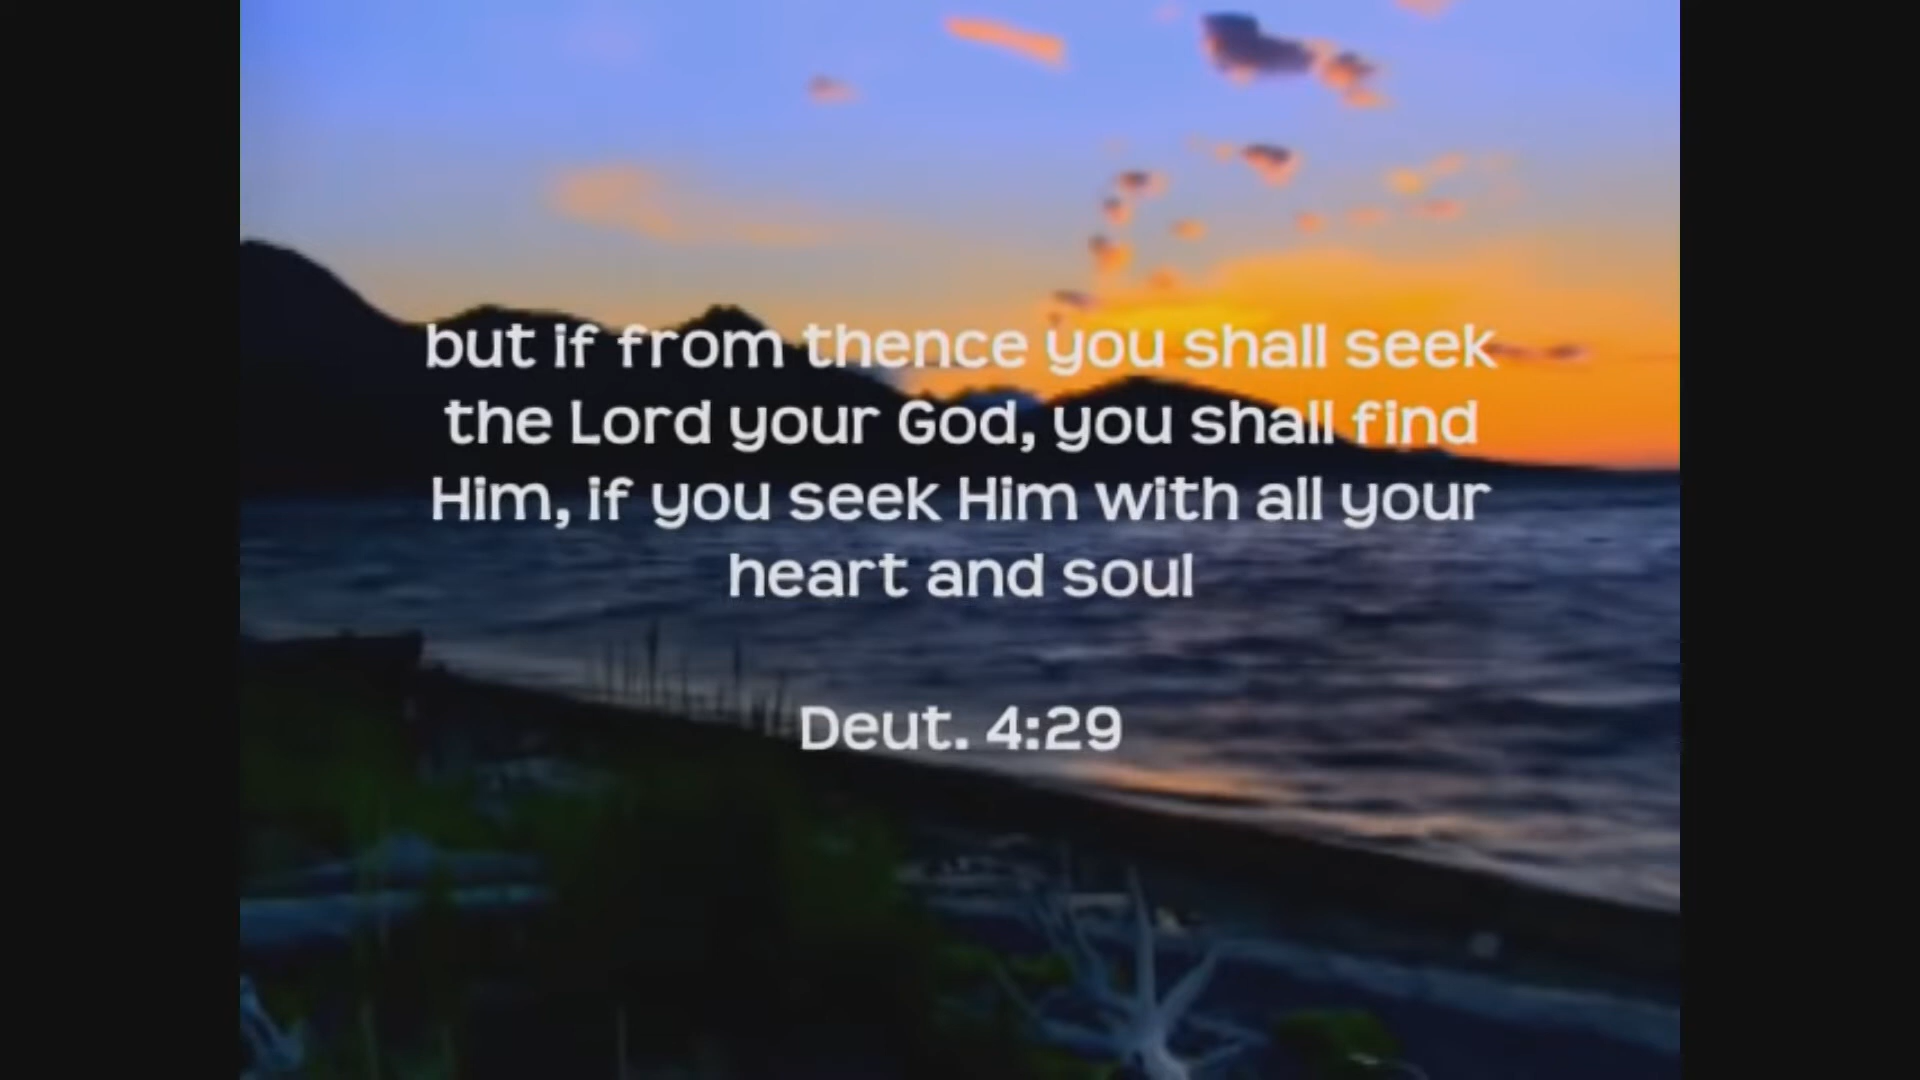 but if from thence you shall seek
the Lord your God, you shall find
Him, if you seek Him with all your
heart and soul
Deut. 4:29